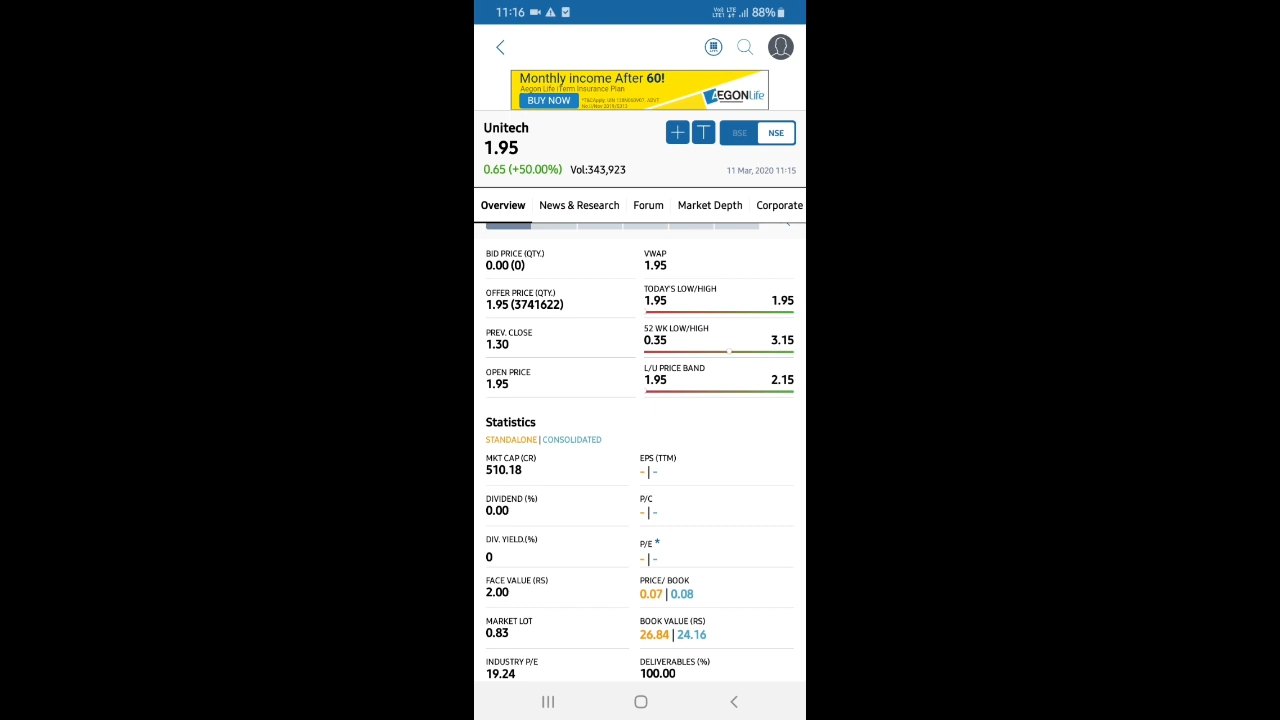 11:16 88%
Monthly income After 60!
Aegon Life iTerm Insurance Plan
BUY NOW
AEGON Life
Unitech
BSE NSE
1.95
0.65 (+50.00%) Vol:343,923 11 Mar, 2020 11:15
Overview News & Research Forum Market Depth Corporate
BID PRICE (QTY.) VWAP
0.00 (0) 1.95
OFFER PRICE (QTY.) TODAY'S LOW/HIGH
1.95 (3741622) 1.95 1.95
PREV. CLOSE 52 WK LOW/HIGH
1.30 0.35 3.15
OPEN PRICE L/U PRICE BAND
1.95 1.95 2.15
Statistics
STANDALONE | CONSOLIDATED
MKT CAP (CR) EPS (TTM)
510.18 - | -
DIVIDEND (%) P/C
0.00 - | -
DIV. YIELD.(%) P/E *
0 - | -
FACE VALUE (RS) PRICE/ BOOK
2.00 0.07 | 0.08
MARKET LOT BOOK VALUE (RS)
0.83 26.84 | 24.16
INDUSTRY P/E DELIVERABLES (%)
19.24 100.00